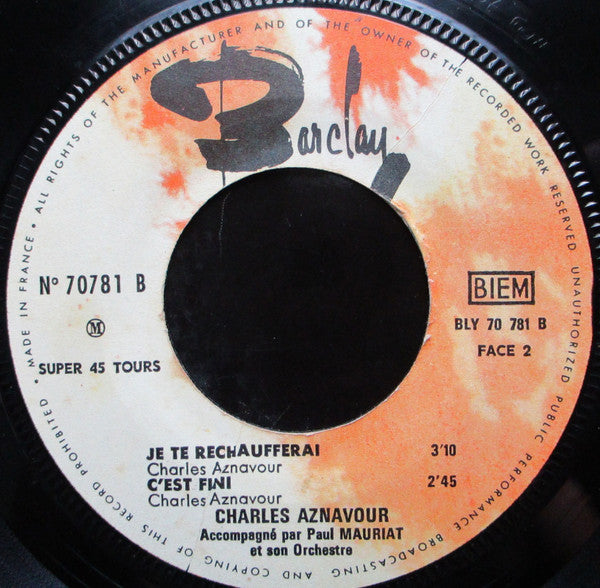 • MADE IN FRANCE • ALL RIGHTS OF THE MANUFACTURER AND OF THE "OWNER OF THE RECORDED WORK RESERVED UNAUTHORIZED PUBLIC PERFORMANCE BROADCASTING AND COPYING OF THIS RECORD PROHIBITED
Barclay
Nº 70781 B
M
SUPER 45 TOURS
BIEM
BLY 70 781 B
FACE 2
JE TE RECHAUFFERAI 3'10
Charles Aznavour
C'EST FINI 2'45
Charles Aznavour
CHARLES AZNAVOUR
Accompagné par Paul MAURIAT
et son Orchestre